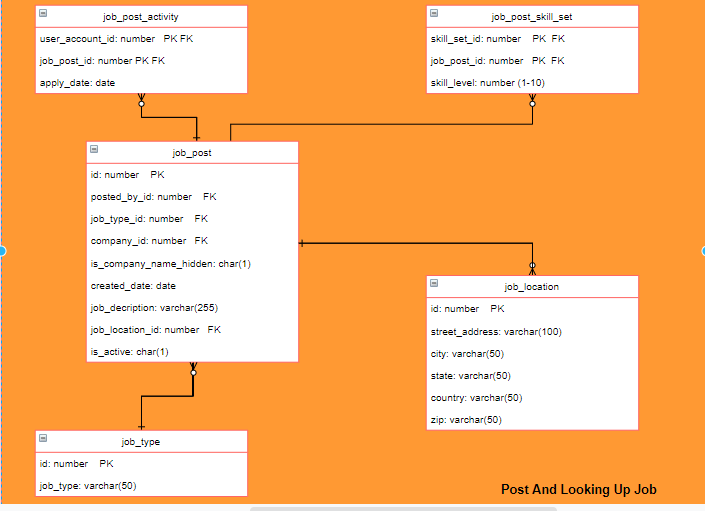 job_post_activity
user_account_id: number PK FK
job_post_id: number PK FK
apply_date: date
job_post_skill_set
skill_set_id: number PK FK
job_post_id: number PK FK
skill_level: number (1-10)
job_post
id: number PK
posted_by_id: number FK
job_type_id: number FK
company_id: number FK
is_company_name_hidden: char(1)
created_date: date
job_decription: varchar(255)
job_location_id: number FK
is_active: char(1)
job_location
id: number PK
street_address: varchar(100)
city: varchar(50)
state: varchar(50)
country: varchar(50)
zip: varchar(50)
job_type
id: number PK
job_type: varchar(50)
Post And Looking Up Job